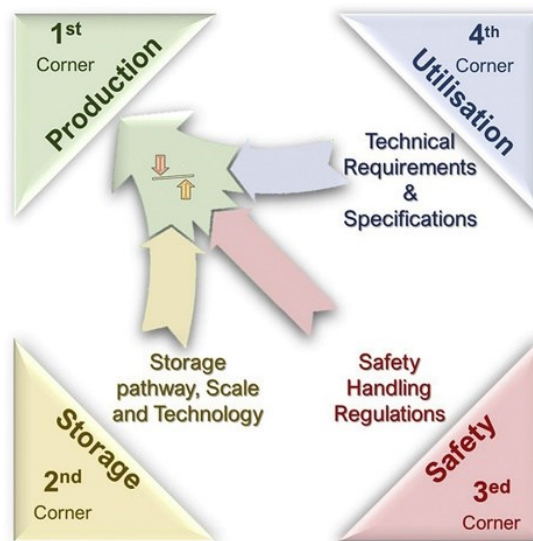 1st
Corner
Production
4th
Corner
Utilisation
Technical
Requirements
&
Specifications
Storage
pathway, Scale
and Technology
Safety
Handling
Regulations
Storage
2nd
Corner
Safety
3ed
Corner